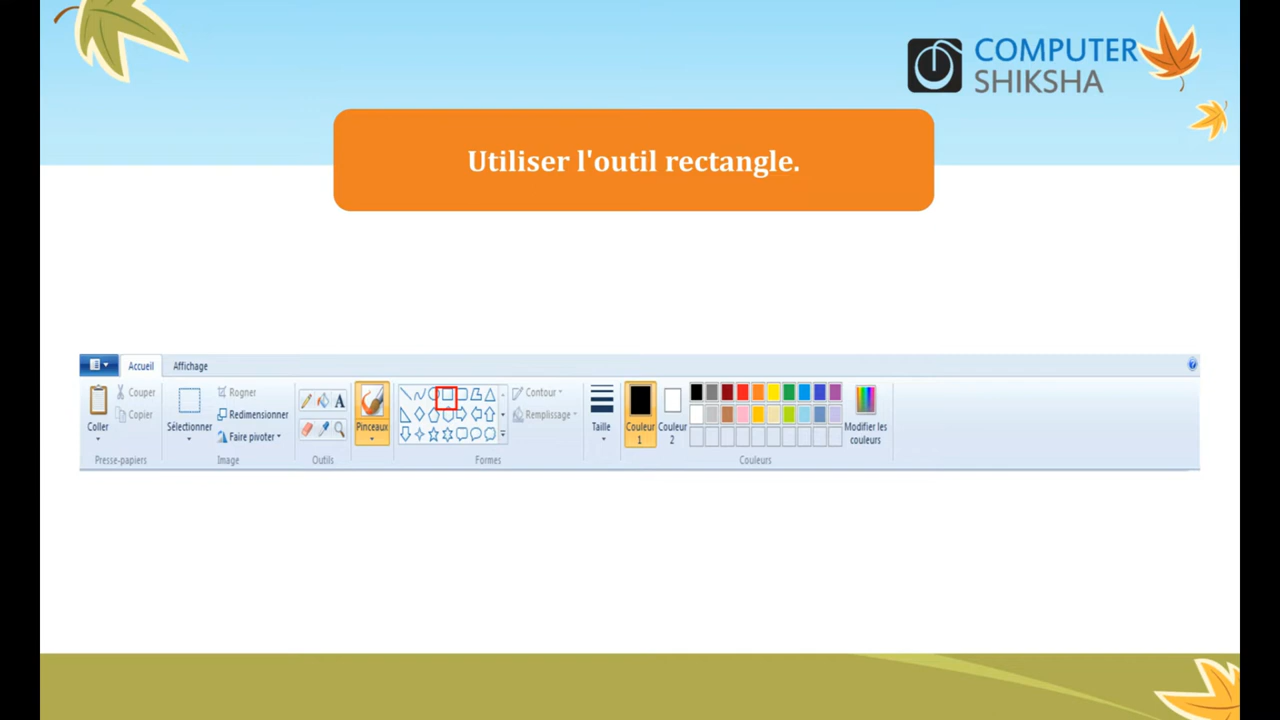 COMPUTER
SHIKSHA
Utiliser l'outil rectangle.
Accueil
Affichage
Coller
Couper
Copier
Presse-papiers
Sélectionner
Rogner
Redimensionner
Faire pivoter
Image
A
Outils
Pinceaux
Contour
Remplissage
Formes
Taille
Couleur
1
Couleur
2
Couleurs
Modifier les
couleurs